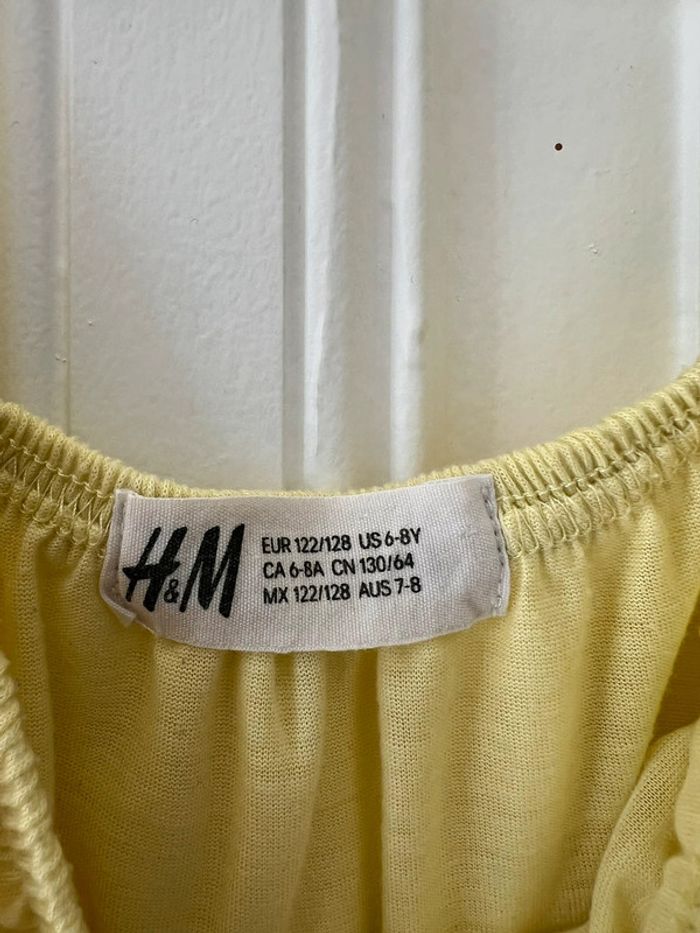 H&M
EUR 122/128 US 6-8Y
CA 6-8A CN 130/64
MX 122/128 AUS 7-8